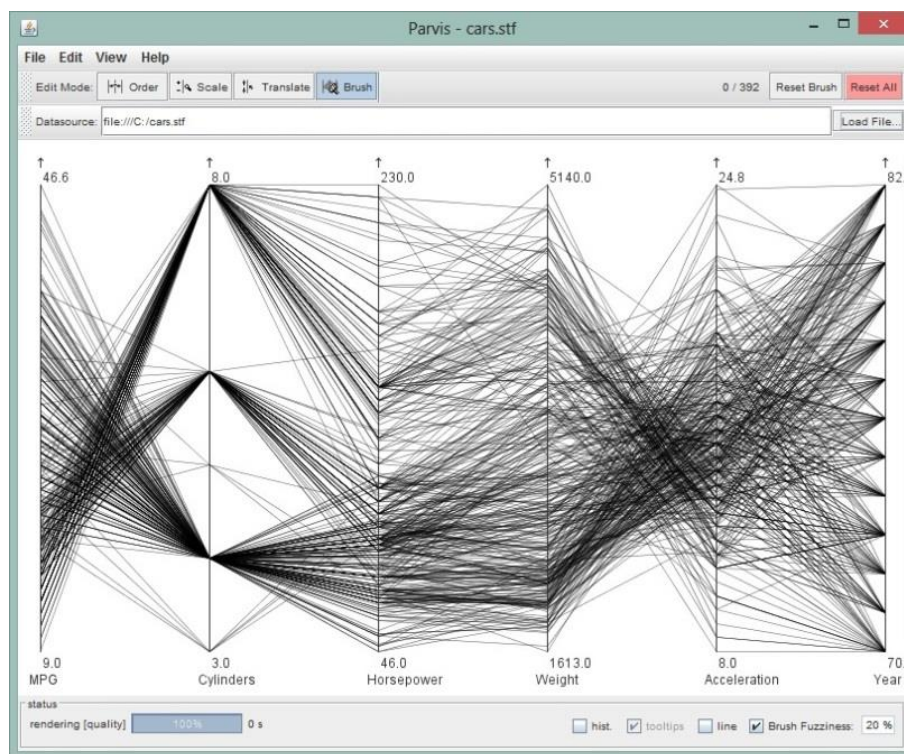 Parvis - cars.stf
File Edit View Help
Edit Mode: Order Scale Translate Brush 0 / 392 Reset Brush Reset All
Datasource: file:///C:/cars.stf Load File...
46.6 8.0 230.0 5140.0 24.8 82.
9.0 3.0 46.0 1613.0 8.0 70.
MPG Cylinders Horsepower Weight Acceleration Year
status
rendering [quality] 100% 0 s hist. tooltips line Brush Fuzziness: 20 %